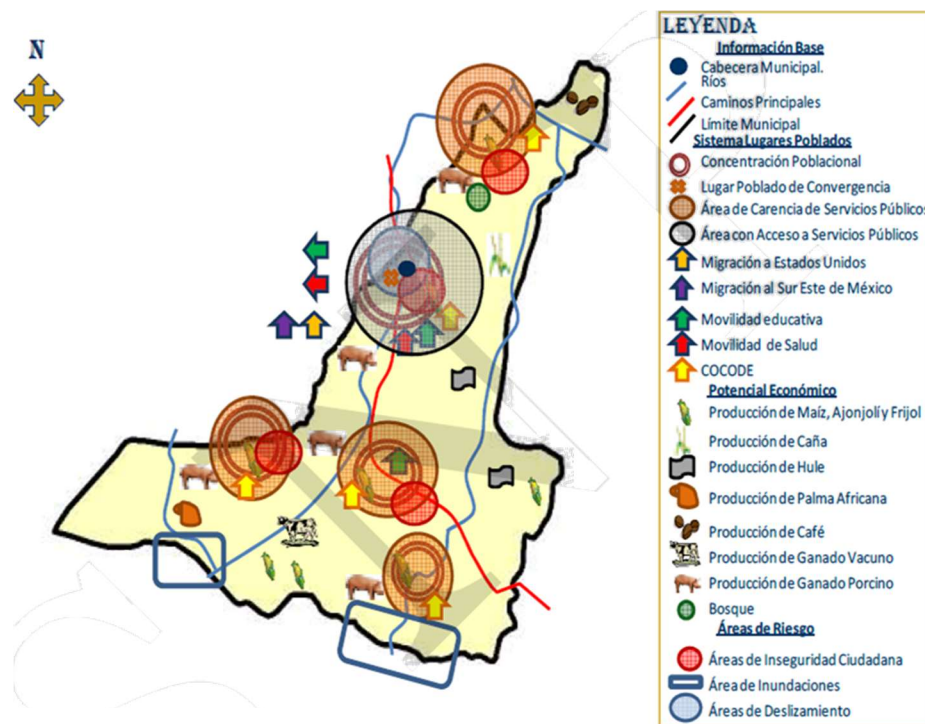 N
LEYENDA
Información Base
Cabecera Municipal.
Ríos
Caminos Principales
Límite Municipal
Sistema Lugares Poblados
Concentración Poblacional
Lugar Poblado de Convergencia
Área de Carencia de Servicios Públicos
Área con Acceso a Servicios Públicos
Migración a Estados Unidos
Migración al Sur Este de México
Movilidad educativa
Movilidad de Salud
COCODE
Potencial Económico
Producción de Maíz, Ajonjolí y Frijol
Producción de Caña
Producción de Hule
Producción de Palma Africana
Producción de Café
Producción de Ganado Vacuno
Producción de Ganado Porcino
Bosque
Áreas de Riesgo
Áreas de Inseguridad Ciudadana
Área de Inundaciones
Áreas de Deslizamiento